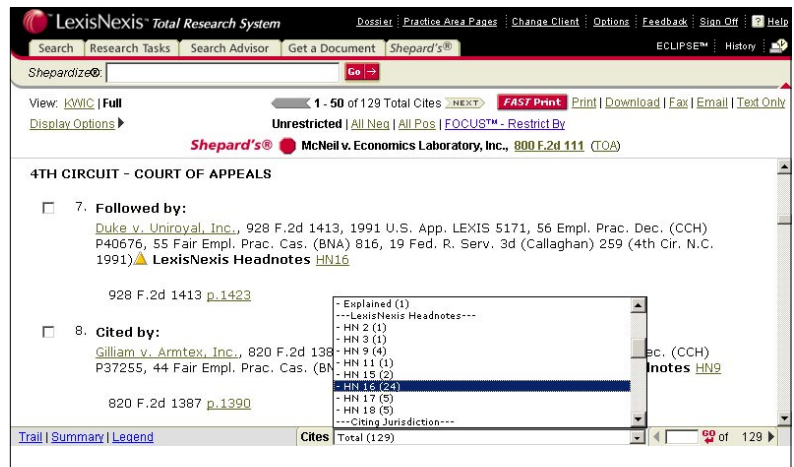 LexisNexis™ Total Research System
Dossier | Practice Area Pages | Change Client | Options | Feedback | Sign Off | ? Help
Search | Research Tasks | Search Advisor | Get a Document | Shepard's®
ECLIPSE™ | History
Shepardize®: Go →
View: KWIC | Full
1 - 50 of 129 Total Cites NEXT FAST Print Print | Download | Fax | Email | Text Only
Display Options
Unrestricted | All Neg | All Pos | FOCUS™ - Restrict By
Shepard's® McNeil v. Economics Laboratory, Inc., 800 F.2d 111 (TOA)
4TH CIRCUIT - COURT OF APPEALS
7. Followed by:
Duke v. Uniroyal, Inc., 928 F.2d 1413, 1991 U.S. App. LEXIS 5171, 56 Empl. Prac. Dec. (CCH)
P40676, 55 Fair Empl. Prac. Cas. (BNA) 816, 19 Fed. R. Serv. 3d (Callaghan) 259 (4th Cir. N.C.
1991) LexisNexis Headnotes HN16
928 F.2d 1413 p.1423
8. Cited by:
Gilliam v. Armtex, Inc., 820 F.2d 138 ec. (CCH)
P37255, 44 Fair Empl. Prac. Cas. (BN notes HN9
820 F.2d 1387 p.1390
- Explained (1)
---LexisNexis Headnotes---
- HN 2 (1)
- HN 3 (1)
- HN 9 (4)
- HN 11 (1)
- HN 15 (2)
- HN 16 (24)
- HN 17 (5)
- HN 18 (5)
---Citing Jurisdiction---
Trail | Summary | Legend
Cites Total (129)
GO of 129